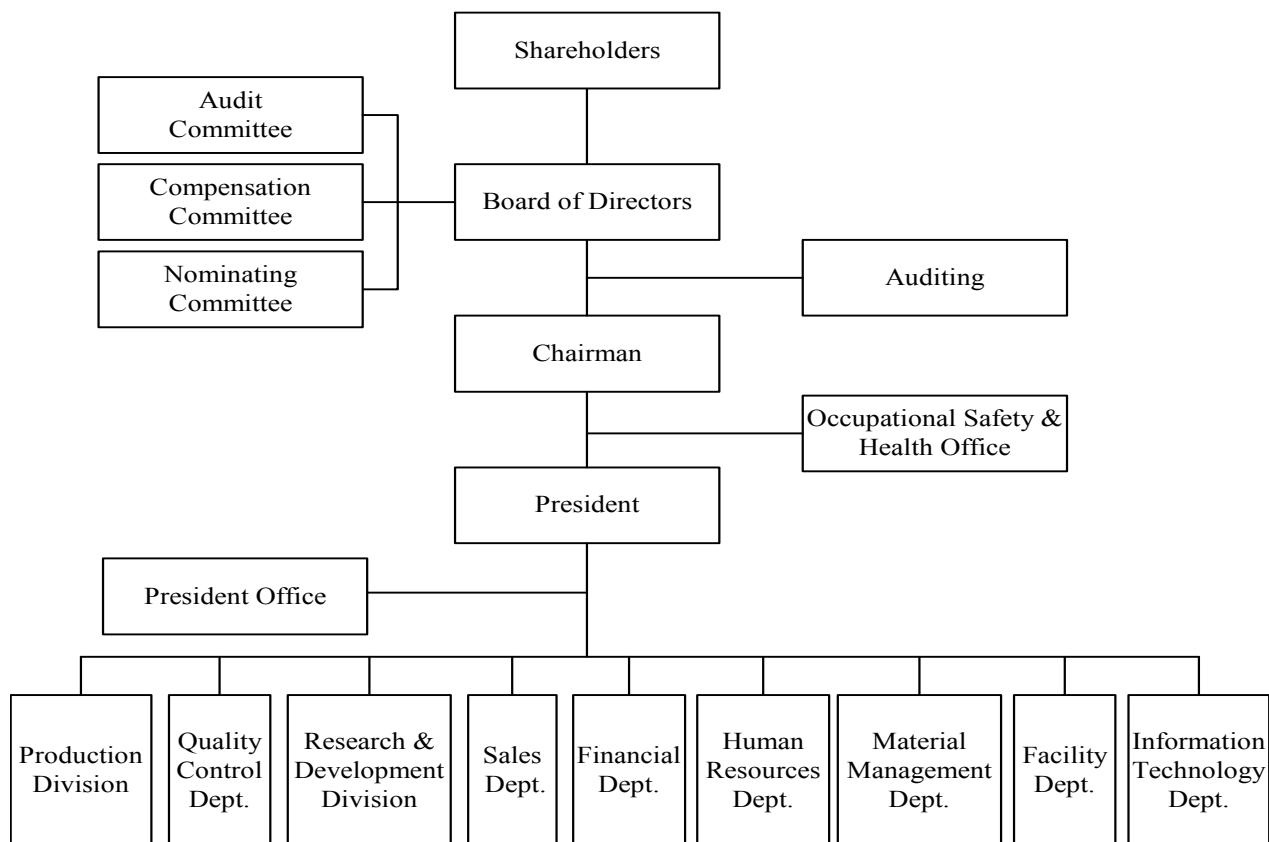 Shareholders
Audit
Committee
Compensation
Committee
Board of Directors
Nominating
Committee
Auditing
Chairman
Occupational Safety &
Health Office
President
President Office
Production
Division
Quality
Control
Dept.
Research &
Development
Division
Sales
Dept.
Financial
Dept.
Human
Resources
Dept.
Material
Management
Dept.
Facility
Dept.
Information
Technology
Dept.